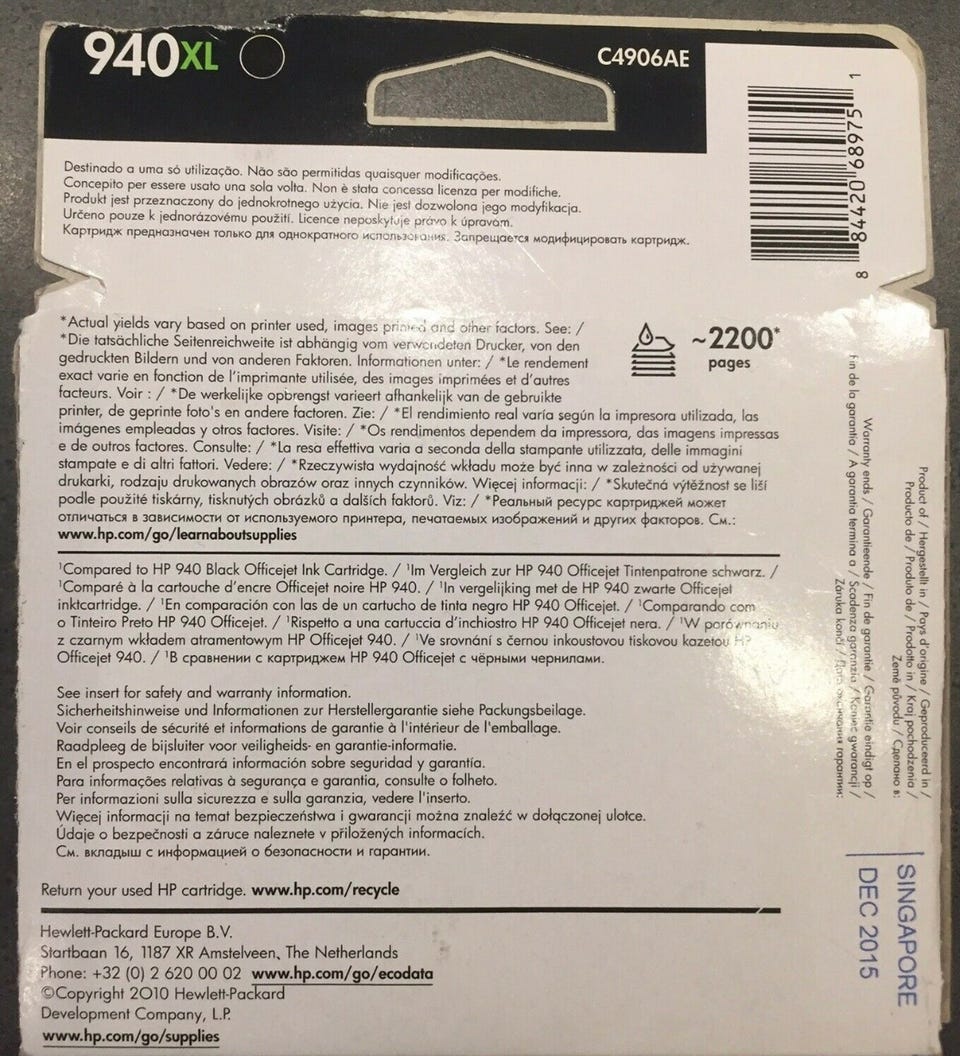 940XL
C4906AE
8 84420 68975 1
Destinado a uma só utilização. Não são permitidas quaisquer modificações.
Concepito per essere usato una sola volta. Non è stata concessa licenza per modifiche.
Produkt jest przeznaczony do jednokrotnego użycia. Nie jest dozwolona jego modyfikacja.
Určeno pouze k jednorázovému použití. Licence neposkytuje právo k úpravám.
Картридж предназначен только для однократного использования. Запрещается модифицировать картридж.
*Actual yields vary based on printer used, images printed and other factors. See: /
*Die tatsächliche Seitenreichweite ist abhängig vom verwendeten Drucker, von den
gedruckten Bildern und von anderen Faktoren. Informationen unter: / *Le rendement
exact varie en fonction de l'imprimante utilisée, des images imprimées et d'autres
facteurs. Voir : / *De werkelijke opbrengst varieert afhankelijk van de gebruikte
printer, de geprinte foto's en andere factoren. Zie: / *El rendimiento real varía según la impresora utilizada, las
imágenes empleadas y otros factores. Visite: / *Os rendimentos dependem da impressora, das imagens impressas
e de outros factores. Consulte: / *La resa effettiva varia a seconda della stampante utilizzata, delle immagini
stampate e di altri fattori. Vedere: / *Rzeczywista wydajność wkładu może być inna w zależności od używanej
drukarki, rodzaju drukowanych obrazów oraz innych czynników. Więcej informacji: / *Skutečná výtěžnost se liší
podle použité tiskárny, tisknutých obrázků a dalších faktorů. Viz: / *Реальный ресурс картриджей может
отличаться в зависимости от используемого принтера, печатаемых изображений и других факторов. См.:
www.hp.com/go/learnaboutsupplies
~2200*
pages
¹Compared to HP 940 Black Officejet Ink Cartridge. / ¹Im Vergleich zur HP 940 Officejet Tintenpatrone schwarz. /
¹Comparé à la cartouche d'encre Officejet noire HP 940. / ¹In vergelijking met de HP 940 zwarte Officejet
inktcartridge. / ¹En comparación con las de un cartucho de tinta negro HP 940 Officejet. / ¹Comparando com
o Tinteiro Preto HP 940 Officejet. / ¹Rispetto a una cartuccia d'inchiostro HP 940 Officejet nera. / ¹W porównaniu
z czarnym wkładem atramentowym HP Officejet 940. / ¹Ve srovnání s černou inkoustovou tiskovou kazetou HP
Officejet 940. / ¹В сравнении с картриджем HP 940 Officejet с чёрными чернилами.
See insert for safety and warranty information.
Sicherheitshinweise und Informationen zur Herstellergarantie siehe Packungsbeilage.
Voir conseils de sécurité et informations de garantie à l'intérieur de l'emballage.
Raadpleeg de bijsluiter voor veiligheids- en garantie-informatie.
En el prospecto encontrará información sobre seguridad y garantía.
Para informações relativas à segurança e garantia, consulte o folheto.
Per informazioni sulla sicurezza e sulla garanzia, vedere l'inserto.
Więcej informacji na temat bezpieczeństwa i gwarancji można znaleźć w dołączonej ulotce.
Údaje o bezpečnosti a záruce naleznete v přiložených informacích.
См. вкладыш с информацией о безопасности и гарантии.
Return your used HP cartridge. www.hp.com/recycle
Hewlett-Packard Europe B.V.
Startbaan 16, 1187 XR Amstelveen, The Netherlands
Phone: +32 (0) 2 620 00 02 www.hp.com/go/ecodata
©Copyright 2010 Hewlett-Packard
Development Company, L.P.
www.hp.com/go/supplies
Product of / Hergestellt in / Pays d'origine / Geproduceerd in /
Producto de / Produto de / Prodotto in / Kraj pochodzenia /
Země původu / Сделано в:
SINGAPORE
Warranty ends / Garantieende / Fin de garantie / Garantie eindigt op /
Fin de la garantía / A garantia termina a / Scadenza garanzia / Koniec gwarancji /
Záruka končí / Дата окончания гарантии:
DEC 2015